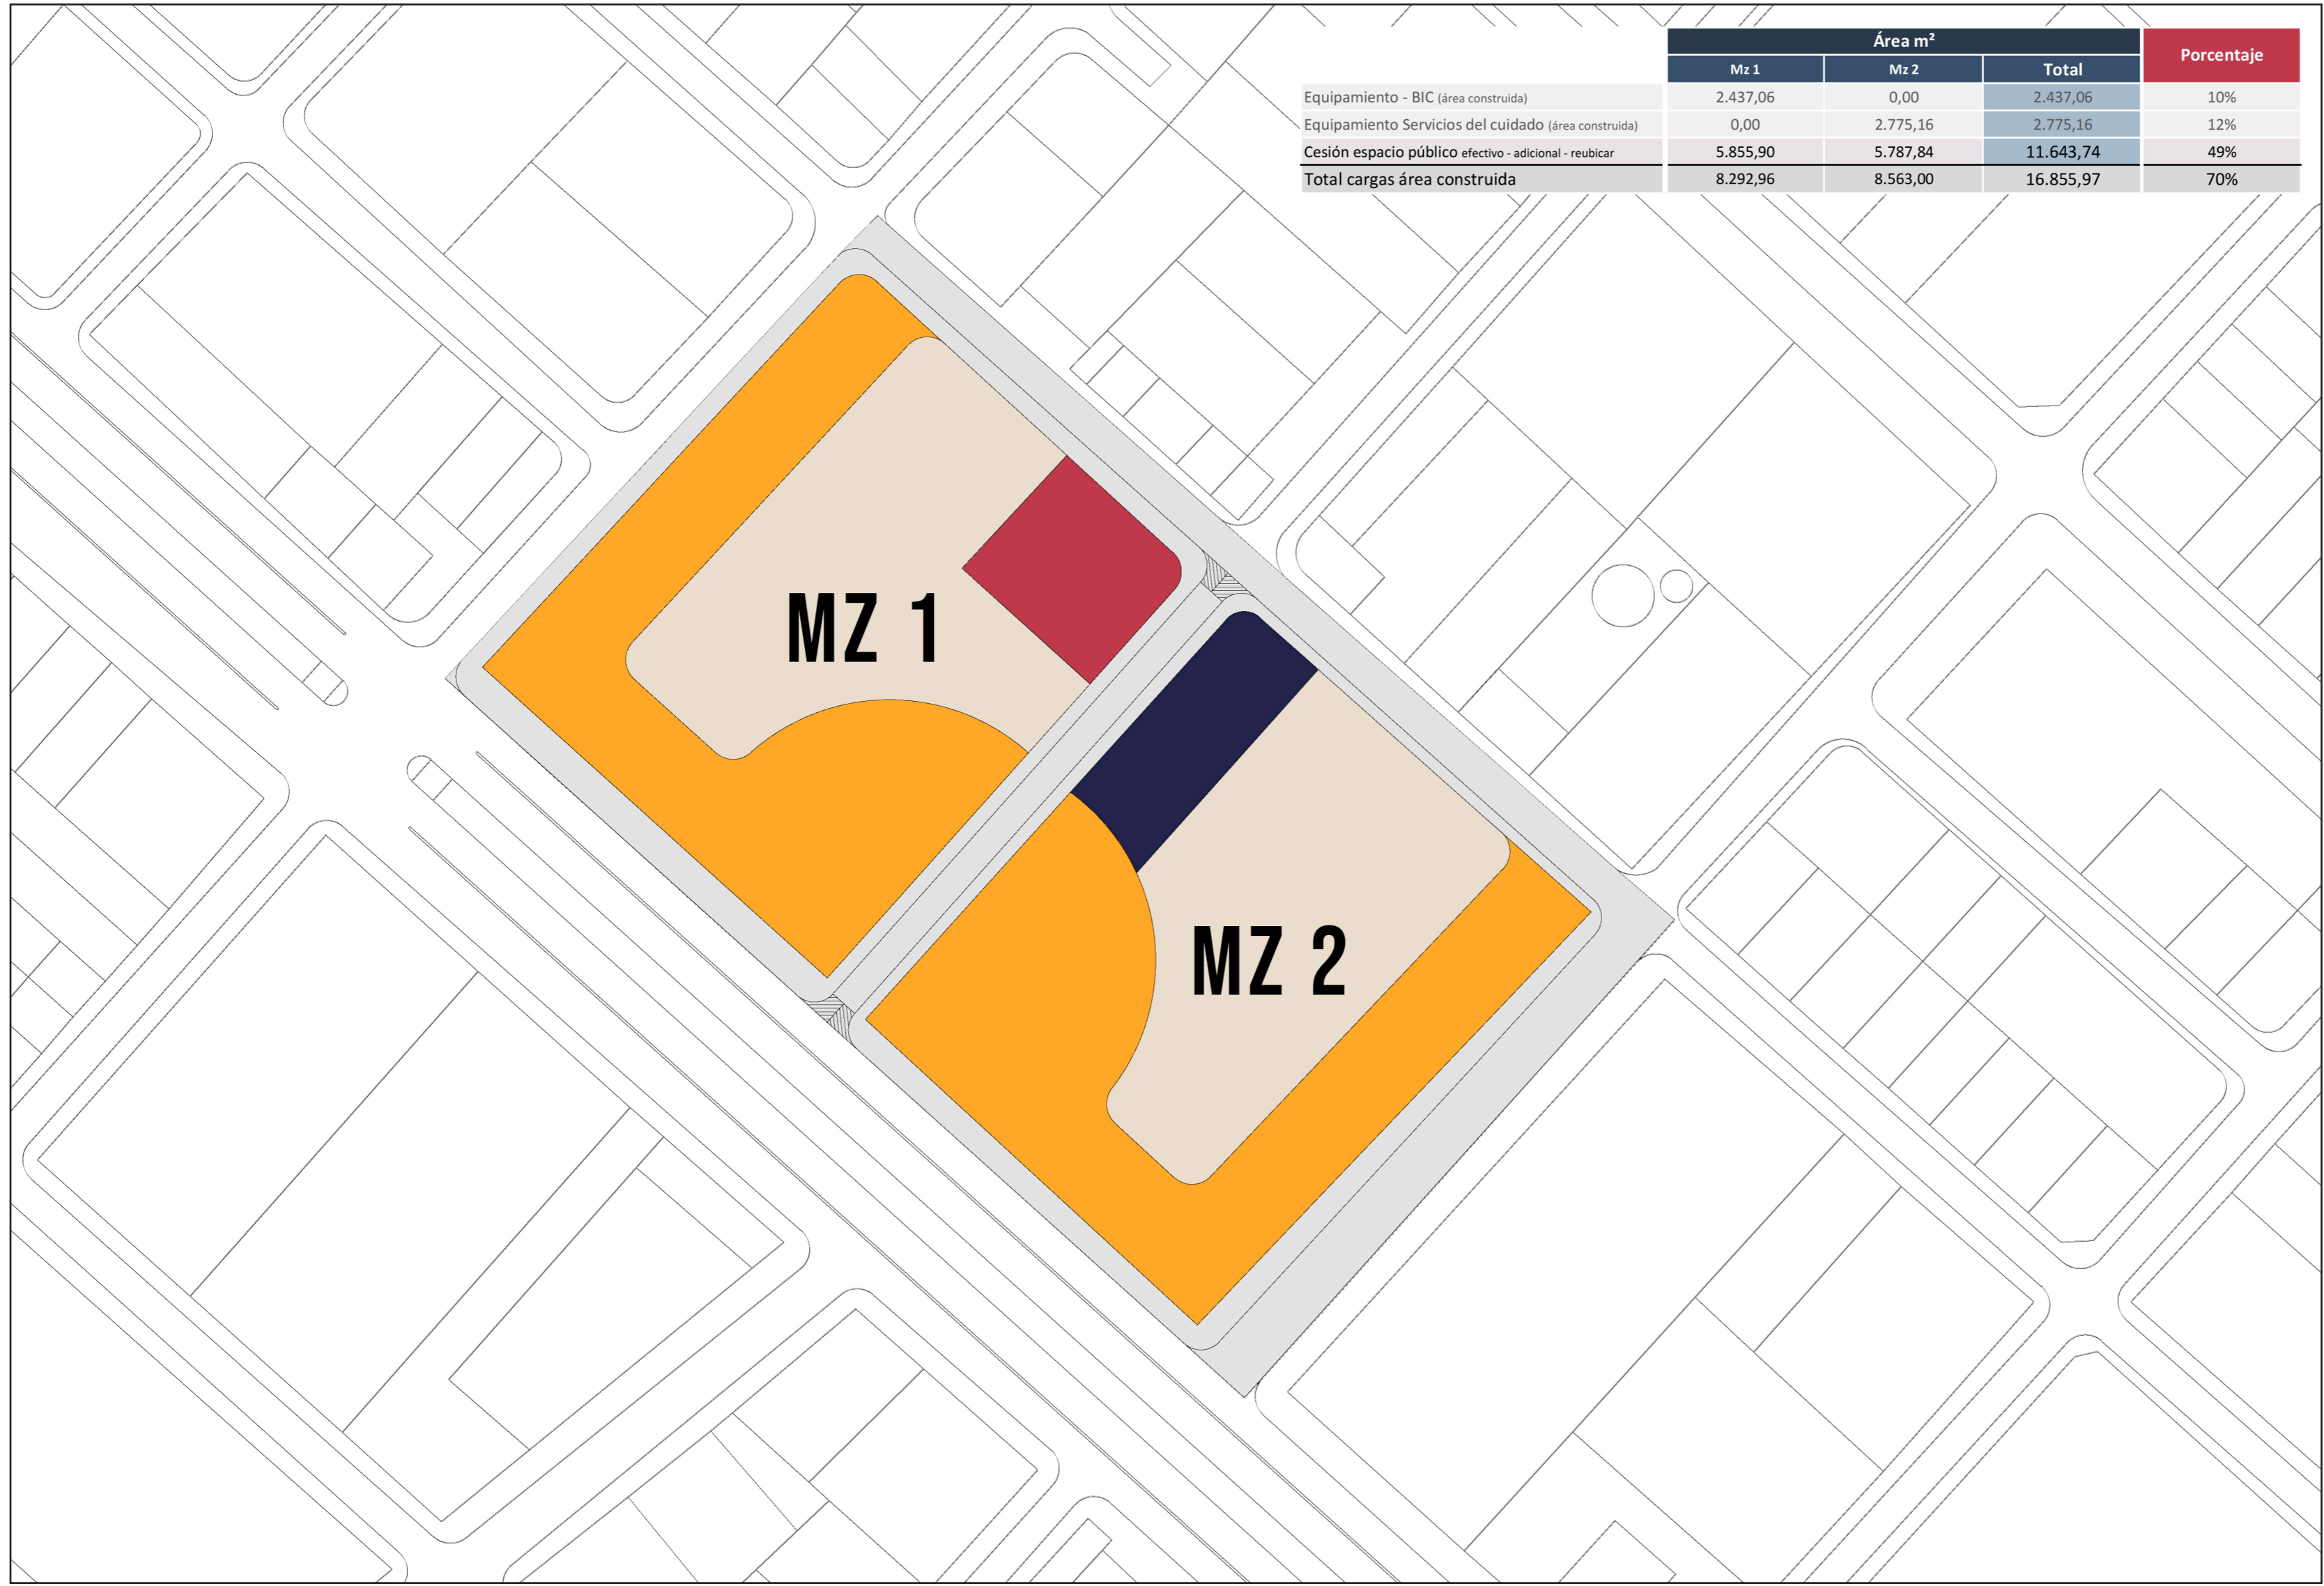 Área m² Porcentaje
Mz 1 Mz 2 Total
Equipamiento - BIC (área construida) 2.437,06 0,00 2.437,06 10%
Equipamiento Servicios del cuidado (área construida) 0,00 2.775,16 2.775,16 12%
Cesión espacio público efectivo - adicional - reubicar 5.855,90 5.787,84 11.643,74 49%
Total cargas área construida 8.292,96 8.563,00 16.855,97 70%
MZ 1
MZ 2